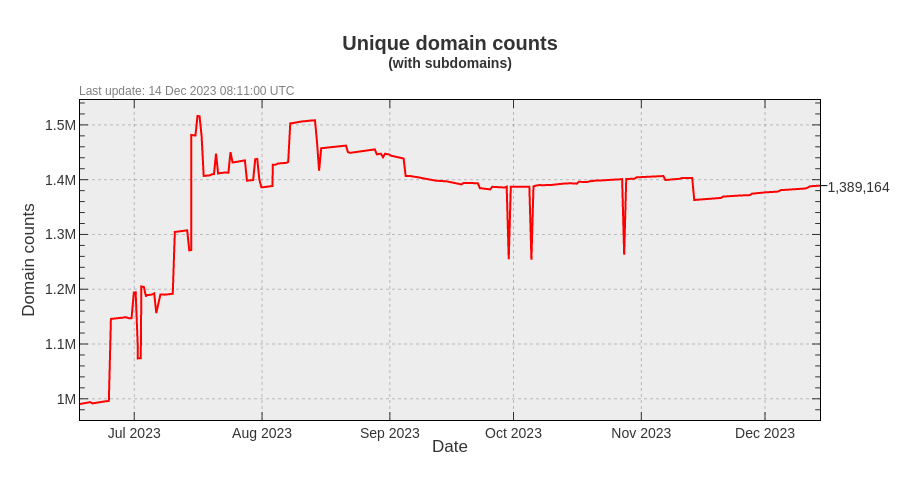 Unique domain counts
(with subdomains)
Last update: 14 Dec 2023 08:11:00 UTC
1.5M
1.4M
1,389,164
1.3M
1.2M
1.1M
1M
Domain counts
Jul 2023 Aug 2023 Sep 2023 Oct 2023 Nov 2023 Dec 2023
Date